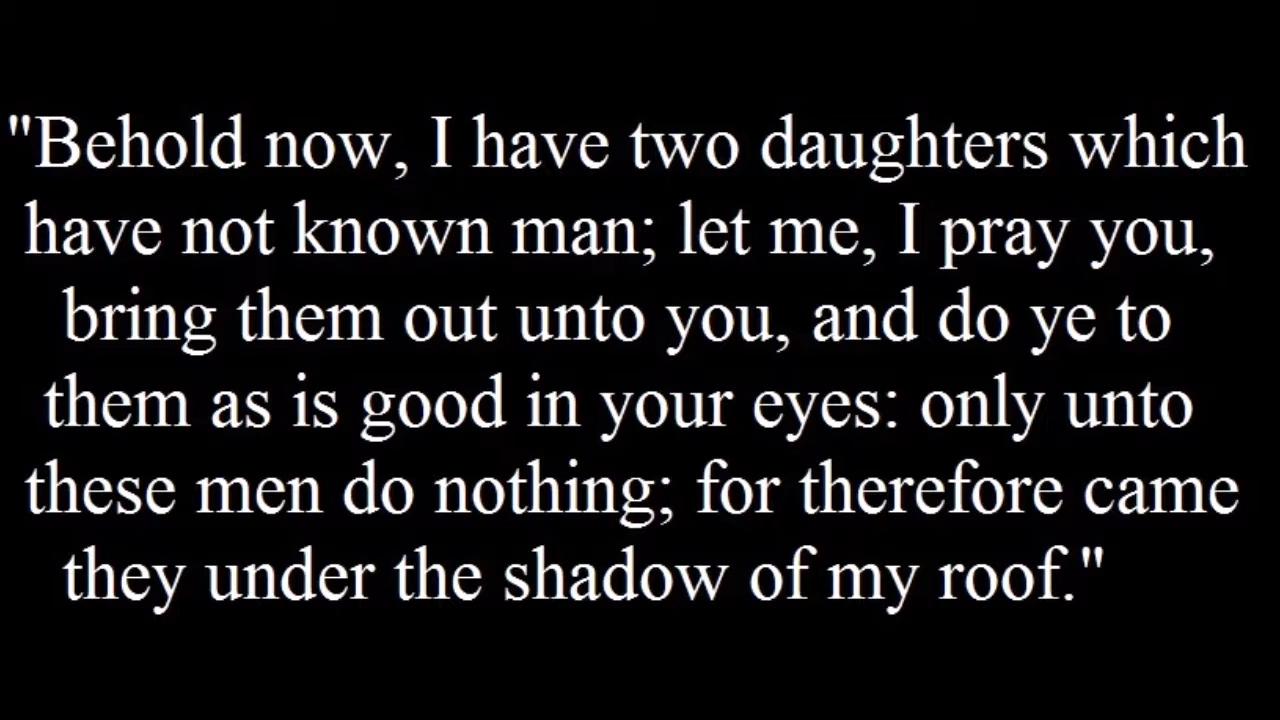 "Behold now, I have two daughters which
have not known man; let me, I pray you,
bring them out unto you, and do ye to
them as is good in your eyes: only unto
these men do nothing; for therefore came
they under the shadow of my roof."